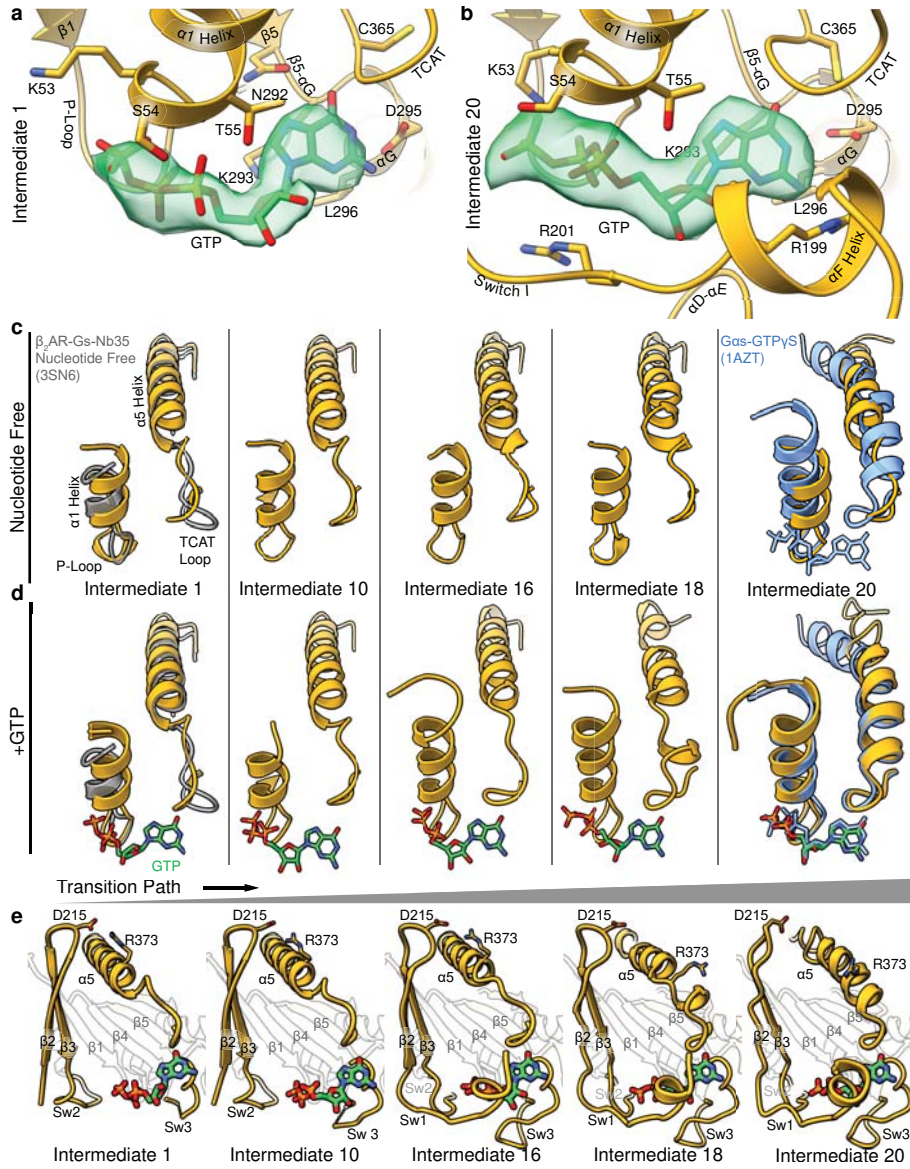 a
Intermediate 1
β1
α1 Helix
β5
C365
TCAT
β5-αG
K53
P-Loop
S54
N292
T55
D295
K293
αG
L296
GTP
b
Intermediate 20
α1 Helix
C365
β5-αG
TCAT
K53
S54
T55
D295
K293
αG
L296
R201
GTP
R199
αF Helix
Switch I
αD-αE
c
Nucleotide Free
β2AR-Gs-Nb35
Nucleotide Free
(3SN6)
α5 Helix
α1 Helix
P-Loop
TCAT
Loop
Gαs-GTPγS
(1AZT)
Intermediate 1
Intermediate 10
Intermediate 16
Intermediate 18
Intermediate 20
d
+GTP
GTP
Transition Path
e
D215
R373
α5
β2
β3
β1
β4
β5
Sw2
Sw3
Intermediate 1
D215
R373
α5
β2
β3
β1
β4
β5
Sw2
Sw 3
Intermediate 10
D215
R373
α5
β2
β3
β1
β4
β5
Sw2
Sw1
Sw3
Intermediate 16
D215
R373
α5
β2
β3
β1
β4
β5
Sw2
Sw1
Sw3
Intermediate 18
D215
R373
α5
β2
β3
β1
β4
β5
Sw2
Sw1
Sw3
Intermediate 20